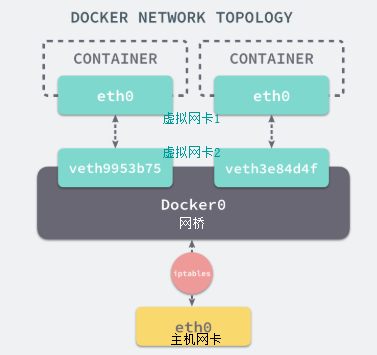 DOCKER NETWORK TOPOLOGY
CONTAINER
CONTAINER
eth0
eth0
虚拟网卡1
虚拟网卡2
veth9953b75
veth3e84d4f
Docker0
网桥
iptables
eth0
主机网卡